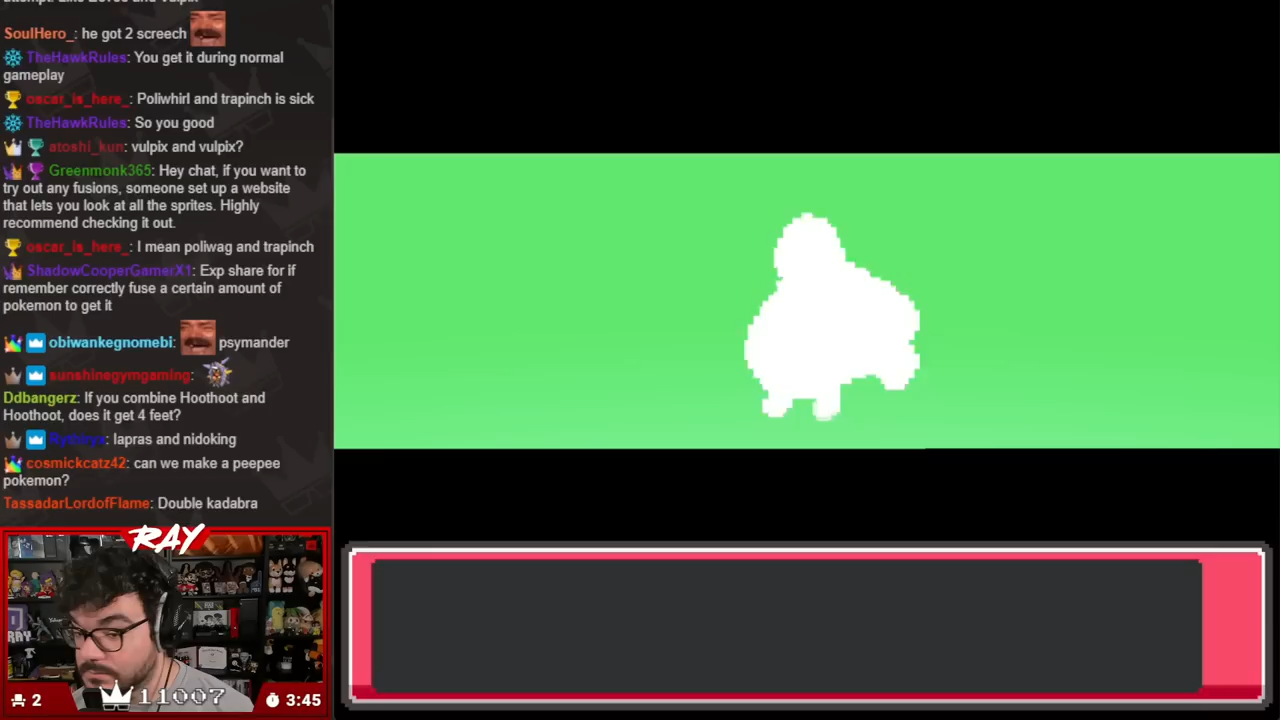 SoulHero_: he got 2 screech
TheHawkRules: You get it during normal
gameplay
oscar_is_here_: Poliwhirl and trapinch is sick
TheHawkRules: So you good
atoshi_kun: vulpix and vulpix?
Greenmonk365: Hey chat, if you want to
try out any fusions, someone set up a website
that lets you look at all the sprites. Highly
recommend checking it out.
oscar_is_here_: I mean poliwag and trapinch
ShadowCooperGamerX1: Exp share for if
remember correctly fuse a certain amount of
pokemon to get it
obiwankegnomebi: psymander
sunshinegymgaming:
Ddbangerz: If you combine Hoothoot and
Hoothoot, does it get 4 feet?
Rythiryx: lapras and nidoking
cosmickcatz42: can we make a peepee
pokemon?
TassadarLordofFlame: Double kadabra
RAY
RAY
2
11007
3:45